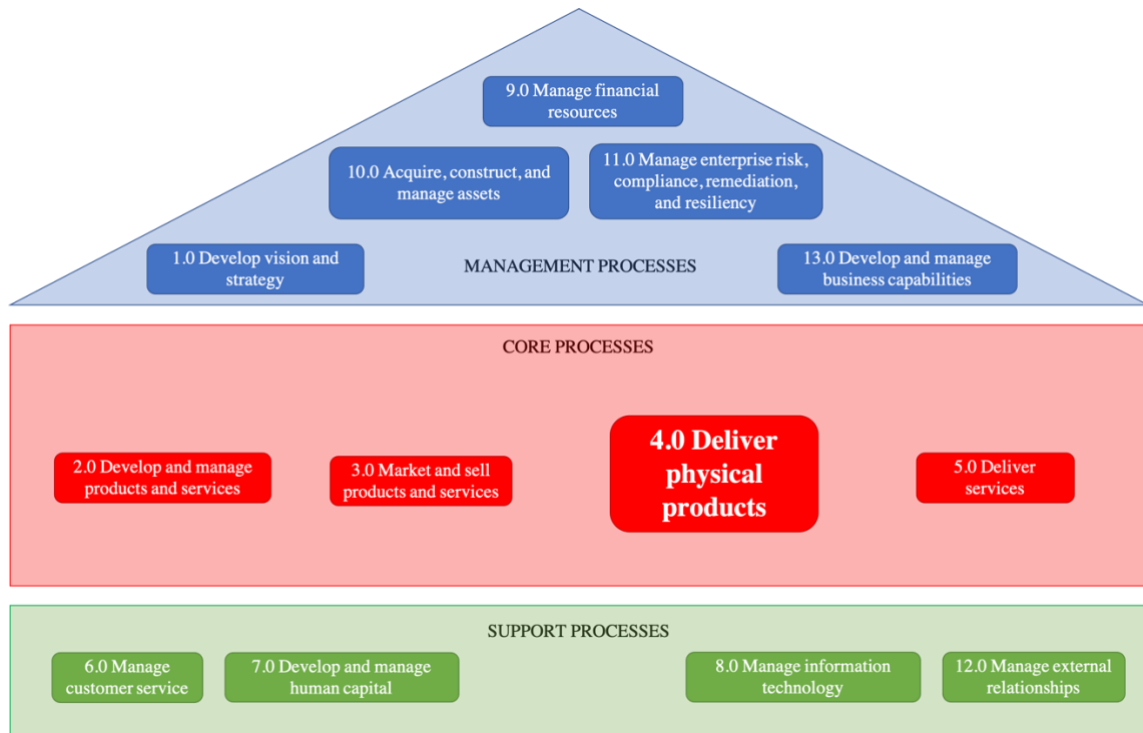 9.0 Manage financial
resources
10.0 Acquire, construct, and
manage assets
11.0 Manage enterprise risk,
compliance, remediation,
and resiliency
1.0 Develop vision and
strategy
MANAGEMENT PROCESSES
13.0 Develop and manage
business capabilities
CORE PROCESSES
2.0 Develop and manage
products and services
3.0 Market and sell
products and services
4.0 Deliver
physical
products
5.0 Deliver
services
SUPPORT PROCESSES
6.0 Manage
customer service
7.0 Develop and manage
human capital
8.0 Manage information
technology
12.0 Manage external
relationships